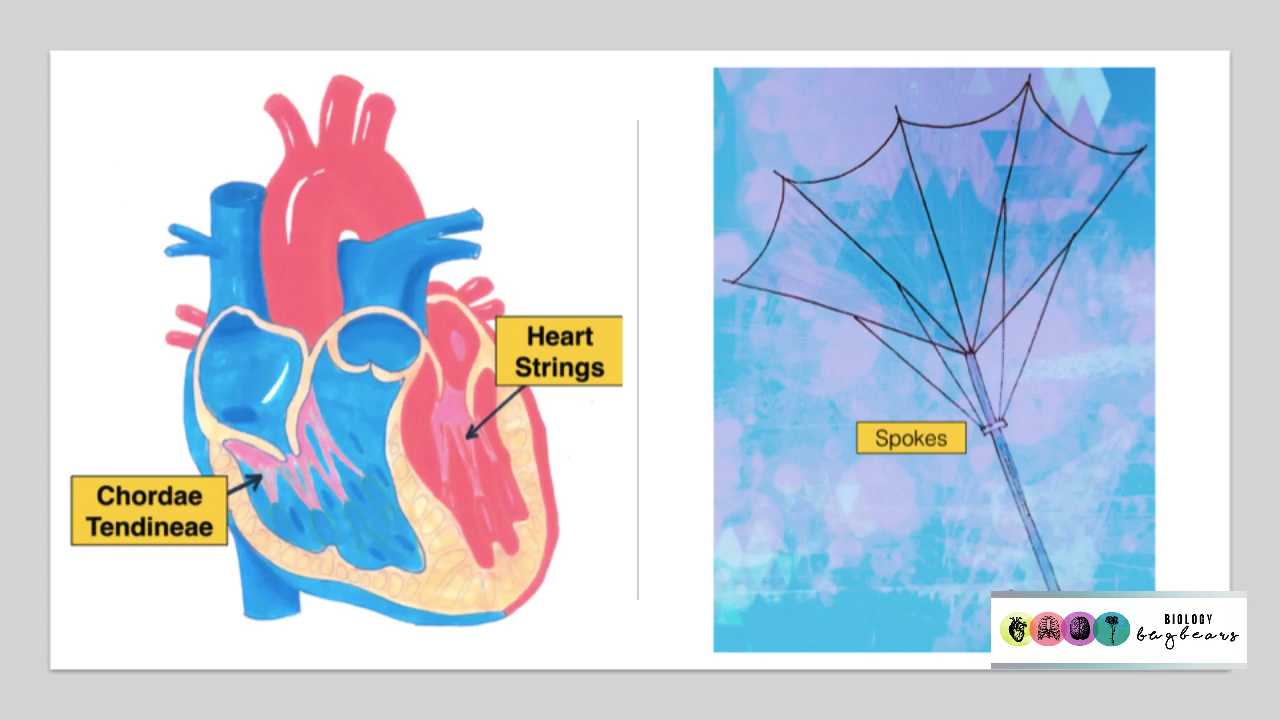 Heart
Strings
Chordae
Tendineae
Spokes
BIOLOGY
bugbears